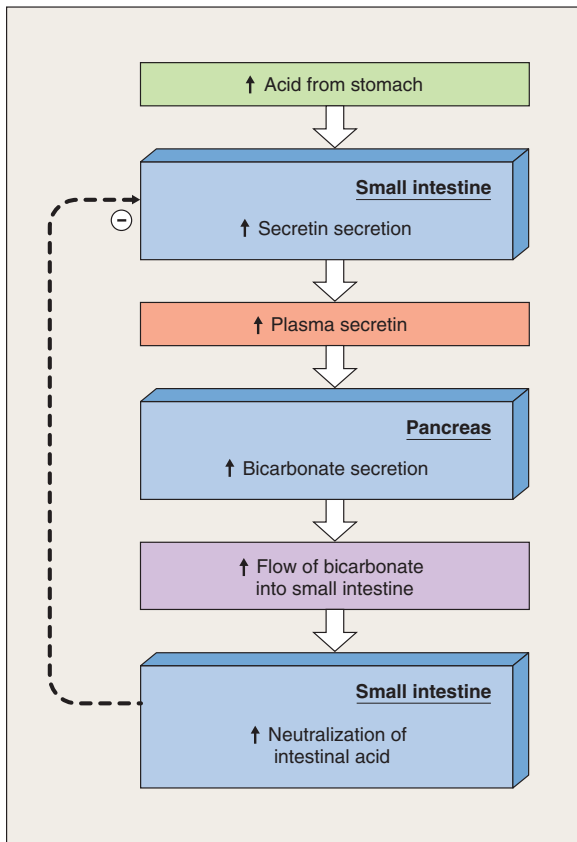 ↑ Acid from stomach
Small intestine
↑ Secretin secretion
−
↑ Plasma secretin
Pancreas
↑ Bicarbonate secretion
↑ Flow of bicarbonate
into small intestine
Small intestine
↑ Neutralization of
intestinal acid